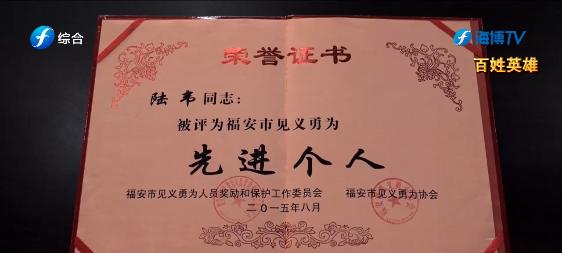 综合
海博TV
百姓英雄
荣誉证书
陆韦同志：
被评为福安市见义勇为
先进个人
福安市见义勇为人员奖励和保护工作委员会 福安市见义勇为协会
二〇一五年八月